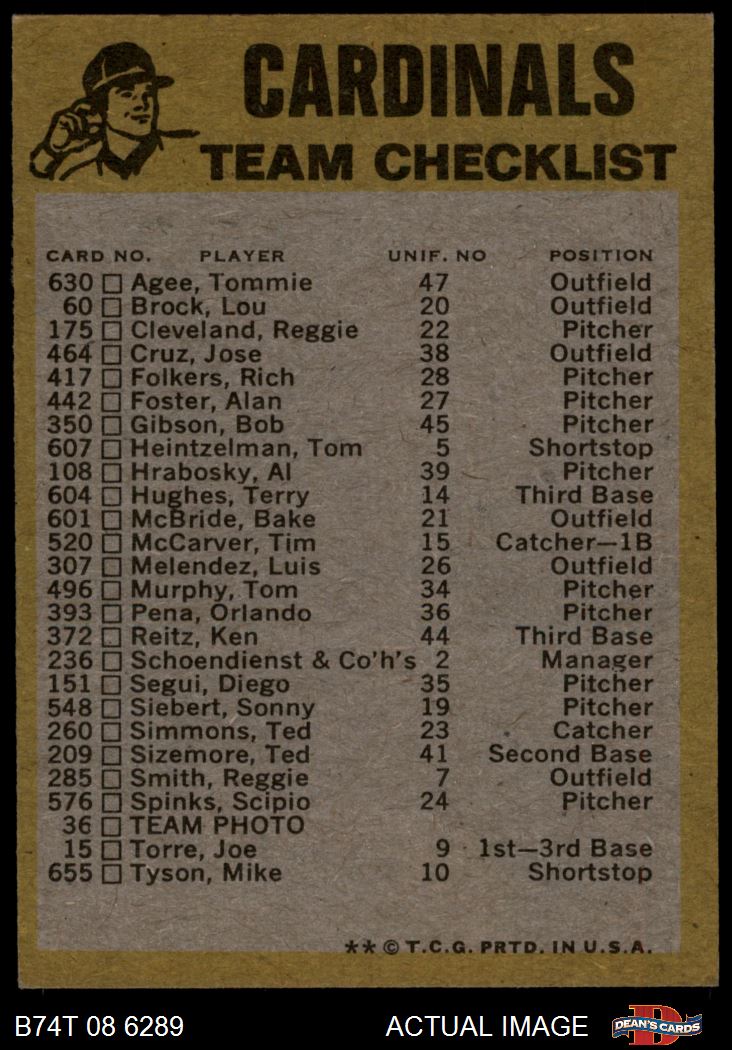 CARDINALS
TEAM CHECKLIST
CARD NO. PLAYER UNIF. NO POSITION
630 Agee, Tommie 47 Outfield
60 Brock, Lou 20 Outfield
175 Cleveland, Reggie 22 Pitcher
464 Cruz, Jose 38 Outfield
417 Folkers, Rich 28 Pitcher
442 Foster, Alan 27 Pitcher
350 Gibson, Bob 45 Pitcher
607 Heintzelman, Tom 5 Shortstop
108 Hrabosky, Al 39 Pitcher
604 Hughes, Terry 14 Third Base
601 McBride, Bake 21 Outfield
520 McCarver, Tim 15 Catcher—1B
307 Melendez, Luis 26 Outfield
496 Murphy, Tom 34 Pitcher
393 Pena, Orlando 36 Pitcher
372 Reitz, Ken 44 Third Base
236 Schoendienst & Co'h's 2 Manager
151 Segui, Diego 35 Pitcher
548 Siebert, Sonny 19 Pitcher
260 Simmons, Ted 23 Catcher
209 Sizemore, Ted 41 Second Base
285 Smith, Reggie 7 Outfield
576 Spinks, Scipio 24 Pitcher
36 TEAM PHOTO
15 Torre, Joe 9 1st—3rd Base
655 Tyson, Mike 10 Shortstop
** © T.C.G. PRTD. IN U.S.A.
B74T 08 6289 ACTUAL IMAGE D DEAN'S CARDS